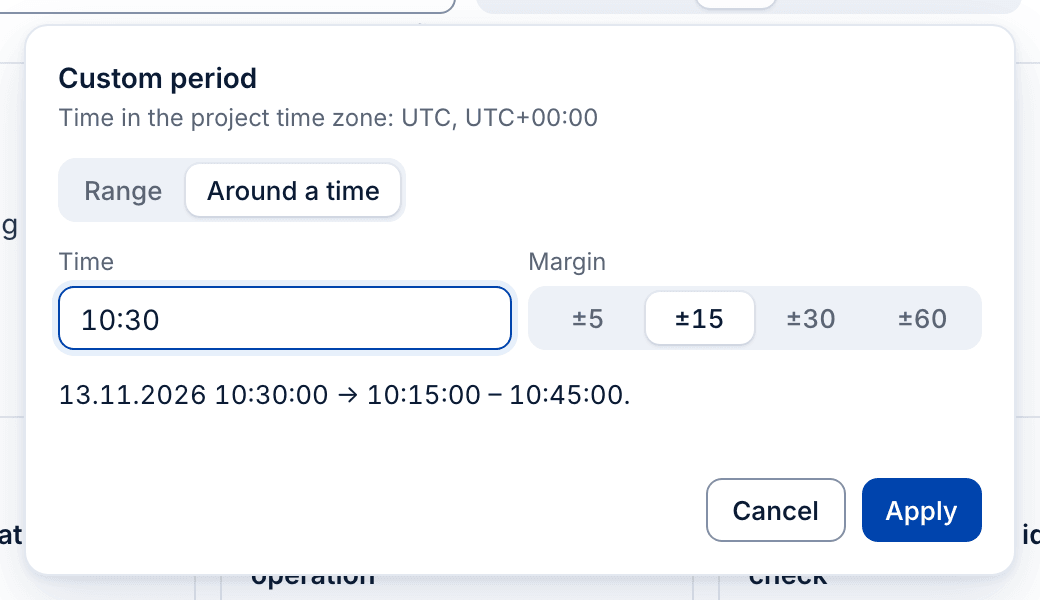 Custom period
Time in the project time zone: UTC, UTC+00:00
Range Around a time
g
Time Margin
10:30 ±5 ±15 ±30 ±60
13.11.2026 10:30:00 → 10:15:00 – 10:45:00.
Cancel Apply
at id
operation check